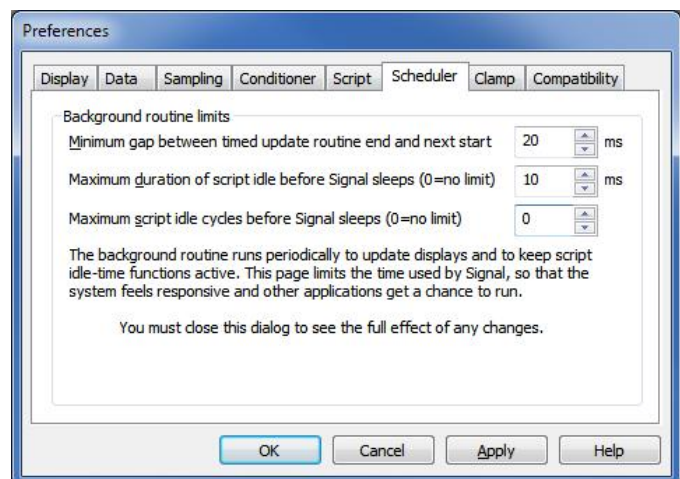 Preferences
Display Data Sampling Conditioner Script Scheduler Clamp Compatibility
Background routine limits
Minimum gap between timed update routine end and next start 20 ms
Maximum duration of script idle before Signal sleeps (0=no limit) 10 ms
Maximum script idle cycles before Signal sleeps (0=no limit) 0
The background routine runs periodically to update displays and to keep script
idle-time functions active. This page limits the time used by Signal, so that the
system feels responsive and other applications get a chance to run.
You must close this dialog to see the full effect of any changes.
OK Cancel Apply Help